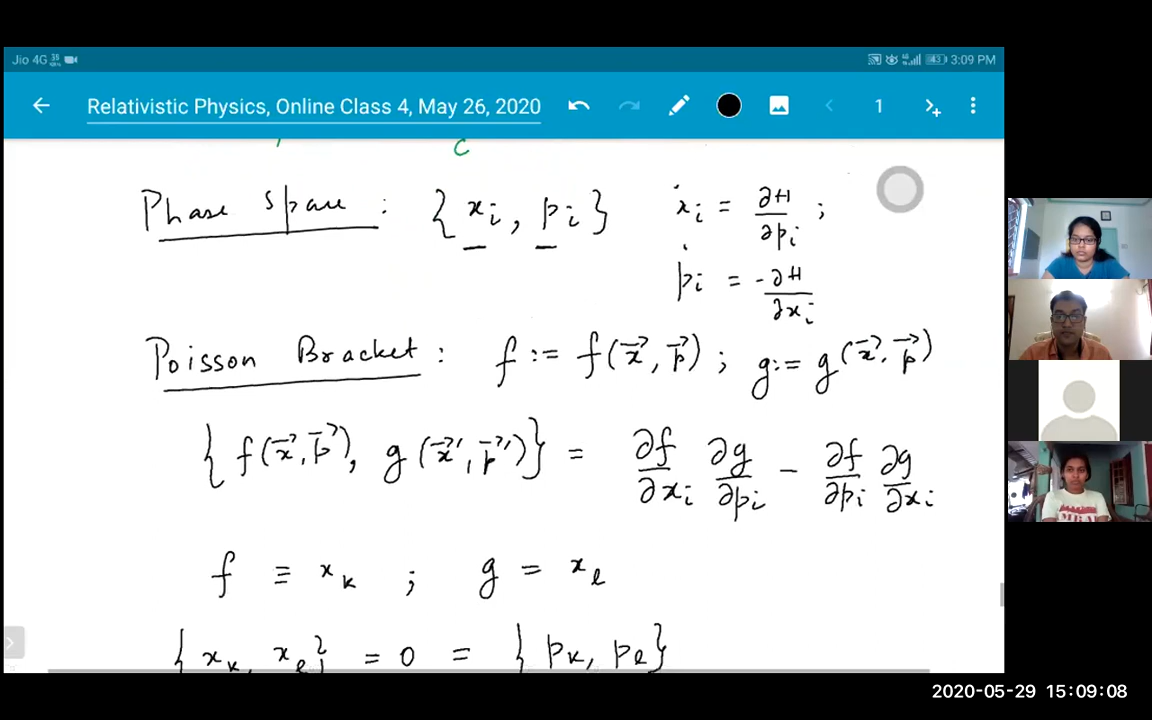 Jio 4G 3:09 PM
Relativistic Physics, Online Class 4, May 26, 2020 1
c
Phase Space : { xᵢ, pᵢ } ẋᵢ = ∂H/∂pᵢ ;
ṗᵢ = -∂H/∂xᵢ
Poisson Bracket : f := f(x⃗, p⃗) ; g := g(x⃗, p⃗)
{ f(x⃗, p⃗), g(x⃗', p⃗') } = ∂f/∂xᵢ ∂g/∂pᵢ − ∂f/∂pᵢ ∂g/∂xᵢ
f ≡ xₖ ; g = xₗ
{ xₖ, xₗ } = 0 = { pₖ, pₗ }
2020-05-29 15:09:08